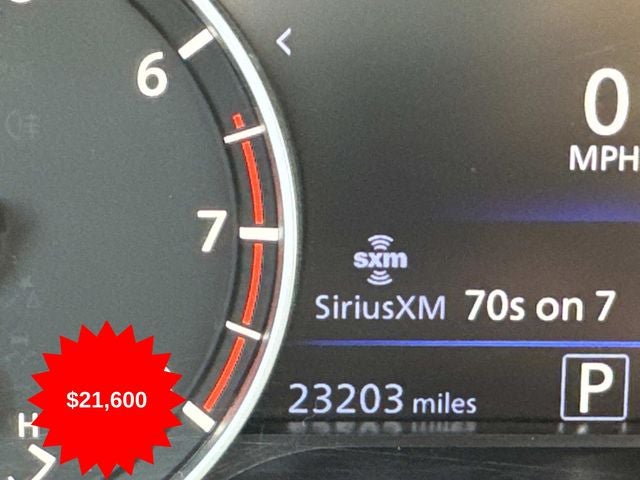 6
0
MPH
7
sxm
SiriusXM 70s on 7
$21,600
23203 miles
P
H